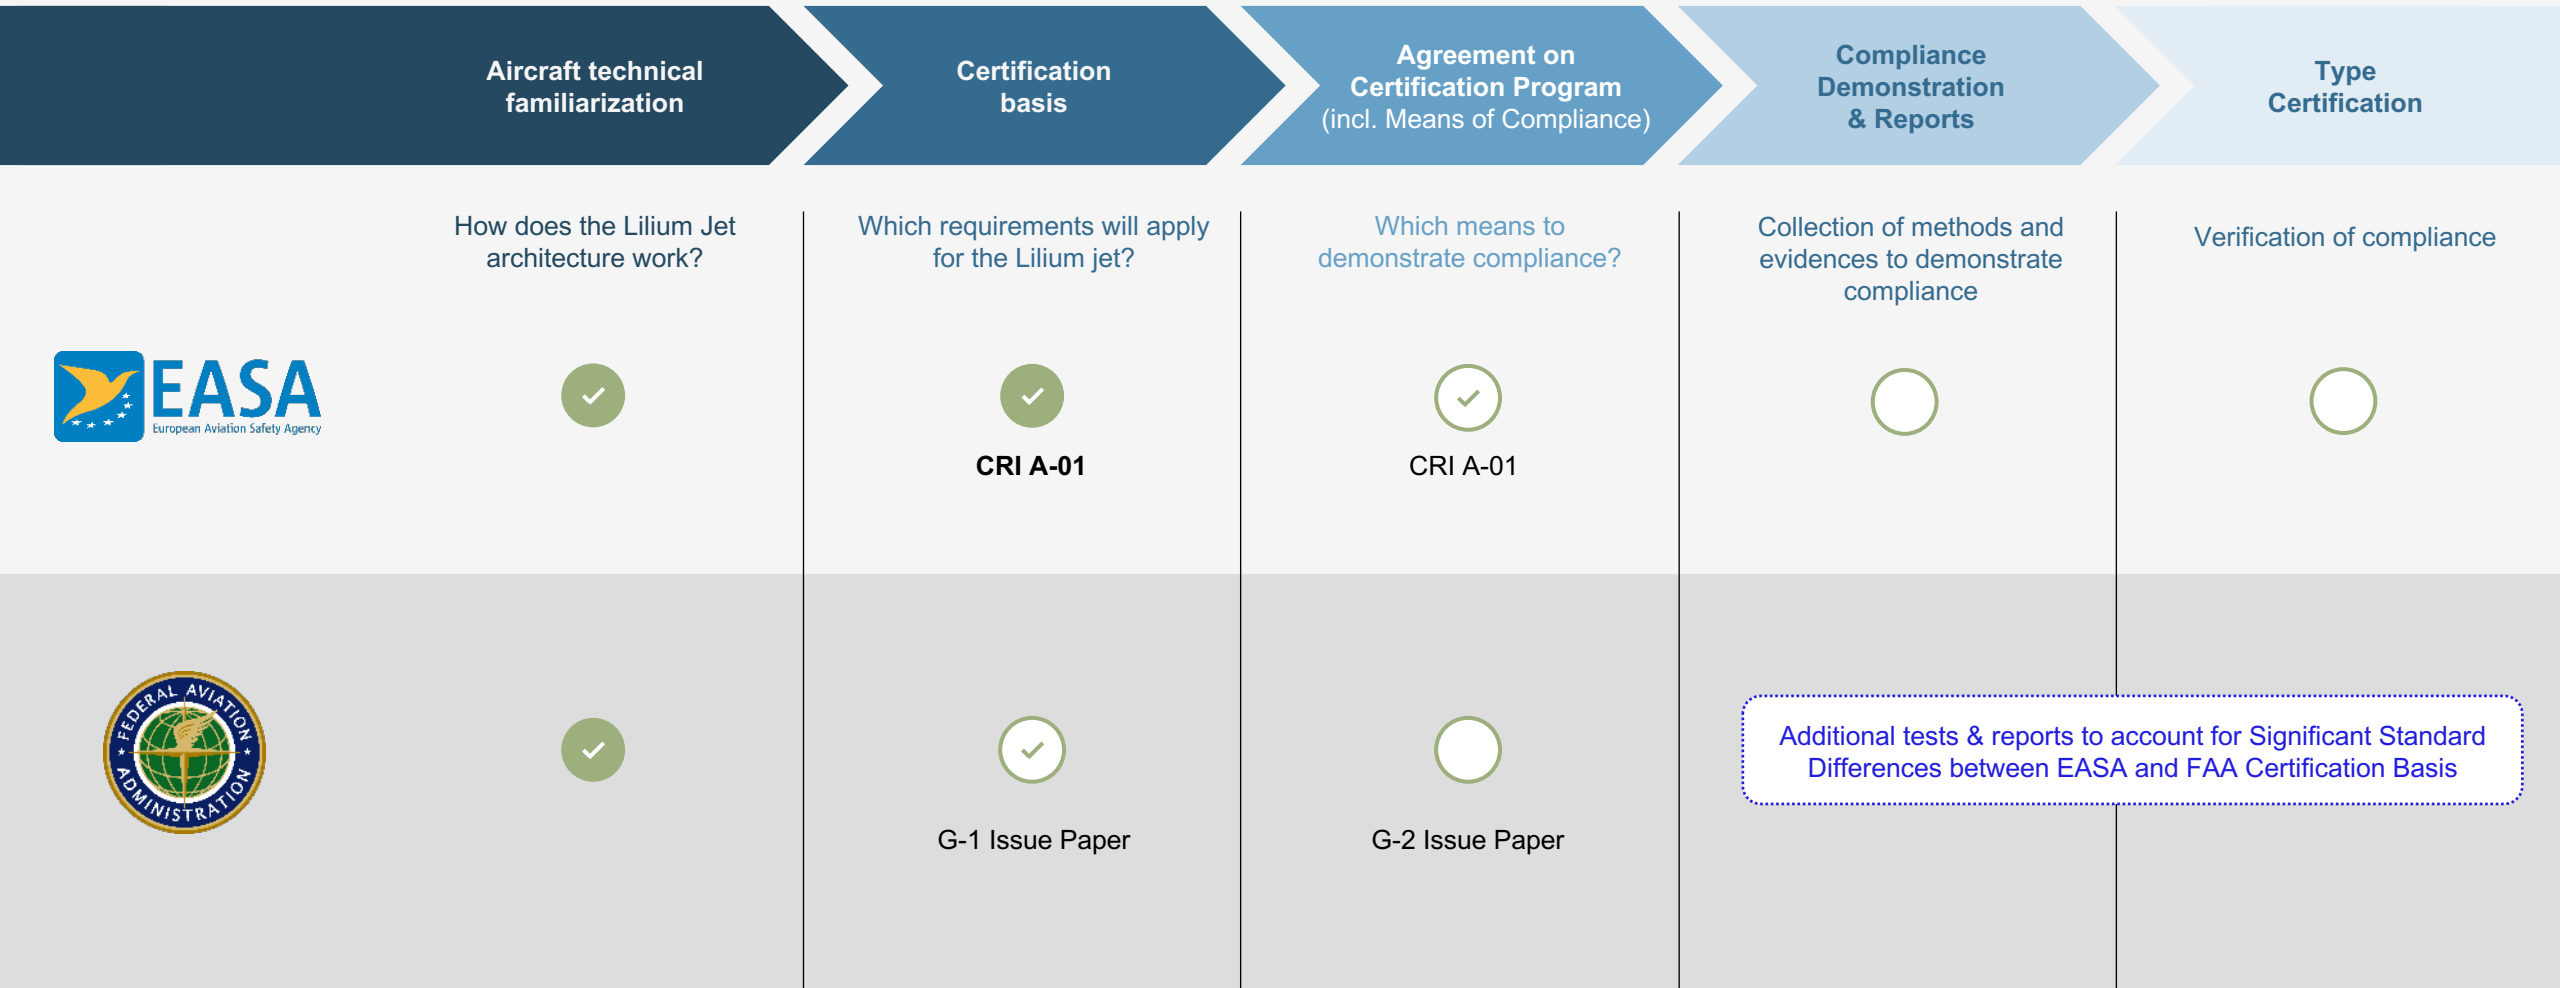 Aircraft technical
familiarization
Certification
basis
Agreement on
Certification Program
(incl. Means of Compliance)
Compliance
Demonstration
& Reports
Type
Certification
How does the Lilium Jet
architecture work?
Which requirements will apply
for the Lilium jet?
Which means to
demonstrate compliance?
Collection of methods and
evidences to demonstrate
compliance
Verification of compliance
EASA
European Aviation Safety Agency
CRI A-01
CRI A-01
FEDERAL AVIATION
ADMINISTRATION
G-1 Issue Paper
G-2 Issue Paper
Additional tests & reports to account for Significant Standard
Differences between EASA and FAA Certification Basis